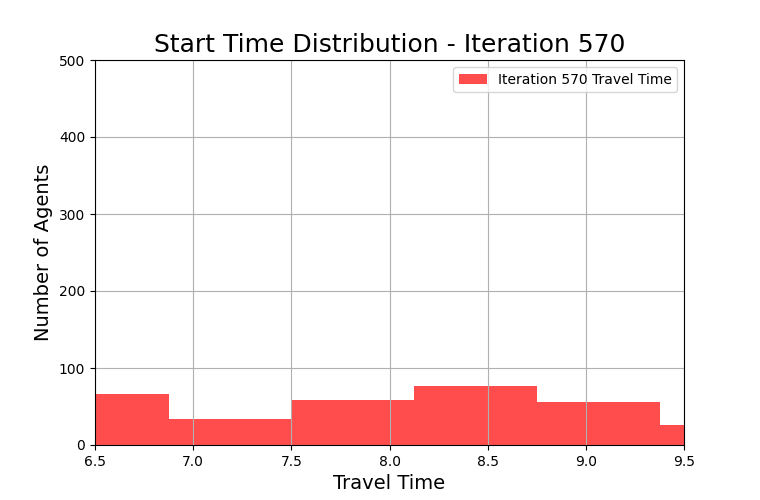 Start Time Distribution - Iteration 570
Iteration 570 Travel Time
Number of Agents
500
400
300
200
100
0
6.5 7.0 7.5 8.0 8.5 9.0 9.5
Travel Time